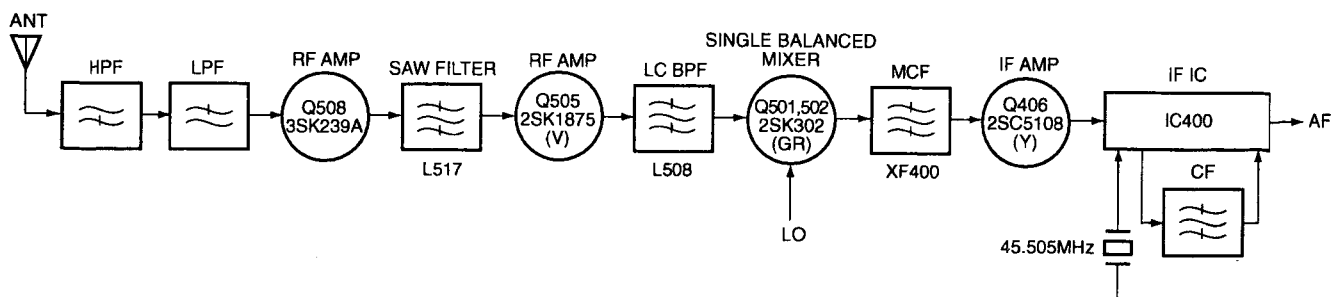 ANT
HPF
LPF
RF AMP
Q508
3SK239A
SAW FILTER
L517
RF AMP
Q505
2SK1875
(V)
LC BPF
L508
SINGLE BALANCED
MIXER
Q501,502
2SK302
(GR)
LO
MCF
XF400
IF AMP
Q406
2SC5108
(Y)
IF IC
IC400
AF
CF
45.505MHz